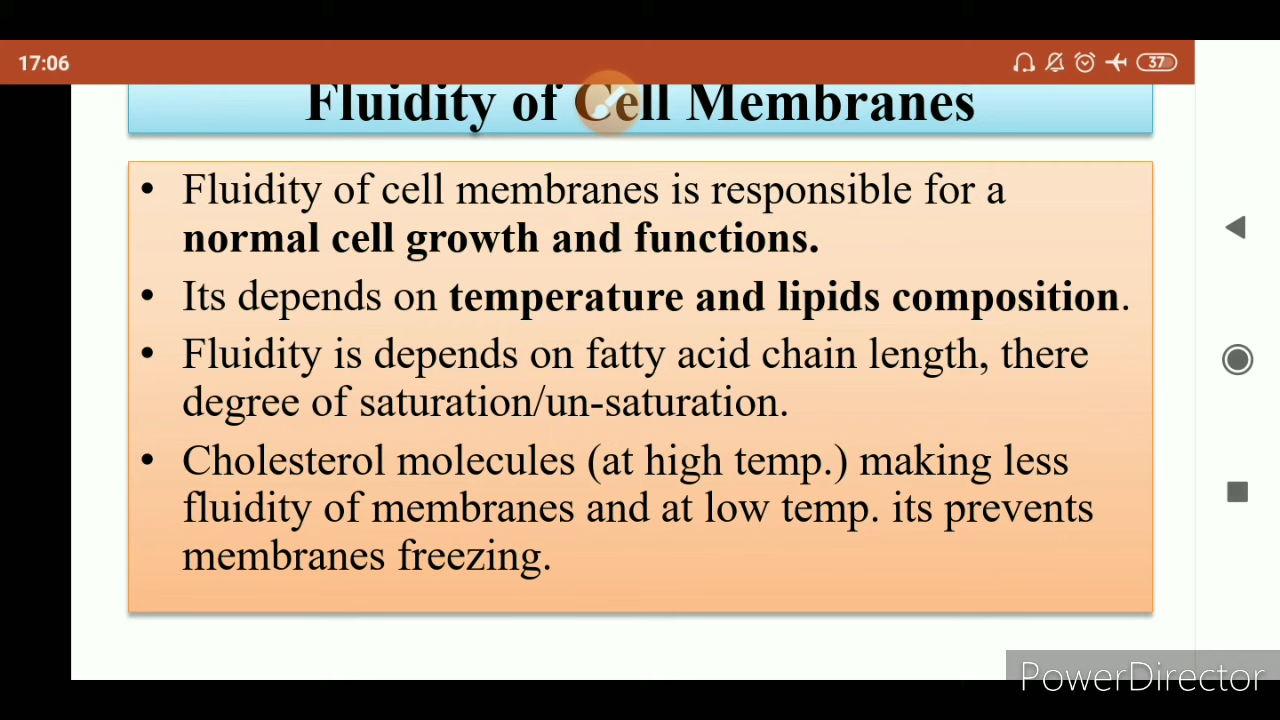 17:06
37
Fluidity of Cell Membranes
• Fluidity of cell membranes is responsible for a
normal cell growth and functions.
• Its depends on temperature and lipids composition.
• Fluidity is depends on fatty acid chain length, there
degree of saturation/un-saturation.
• Cholesterol molecules (at high temp.) making less
fluidity of membranes and at low temp. its prevents
membranes freezing.
PowerDirector